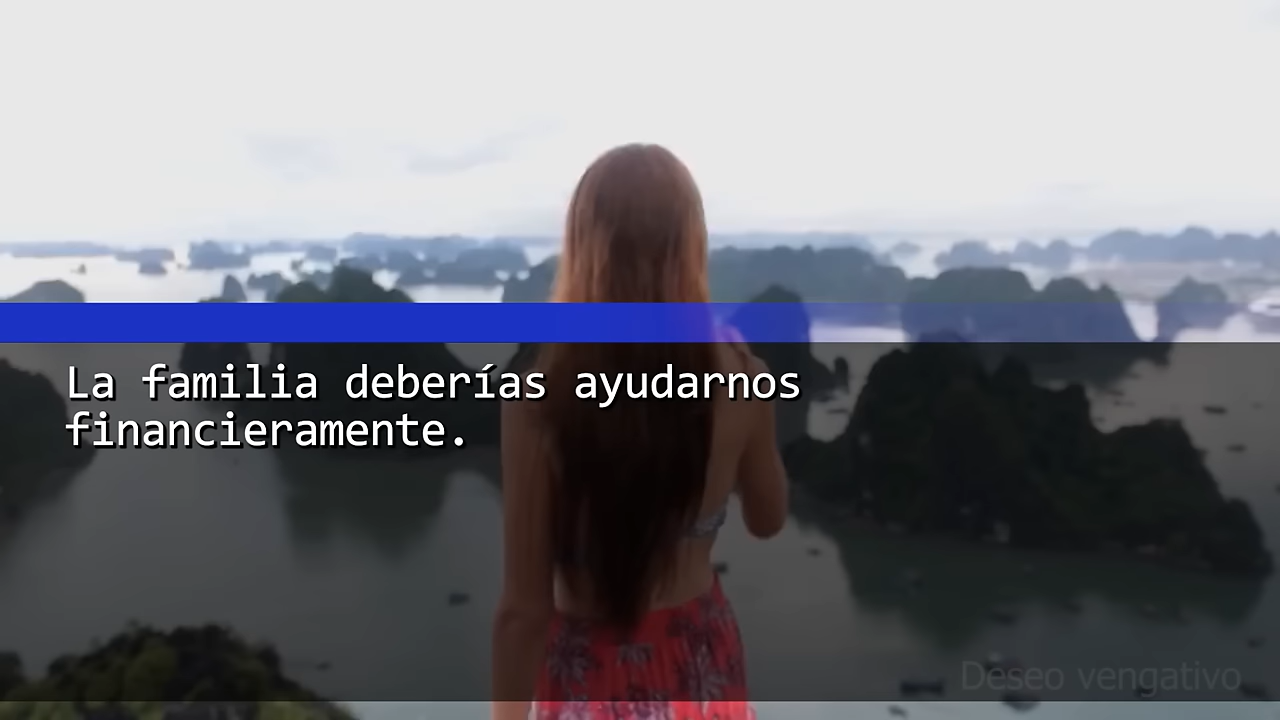 La familia deberías ayudarnos
financieramente.
Deseo vengativo